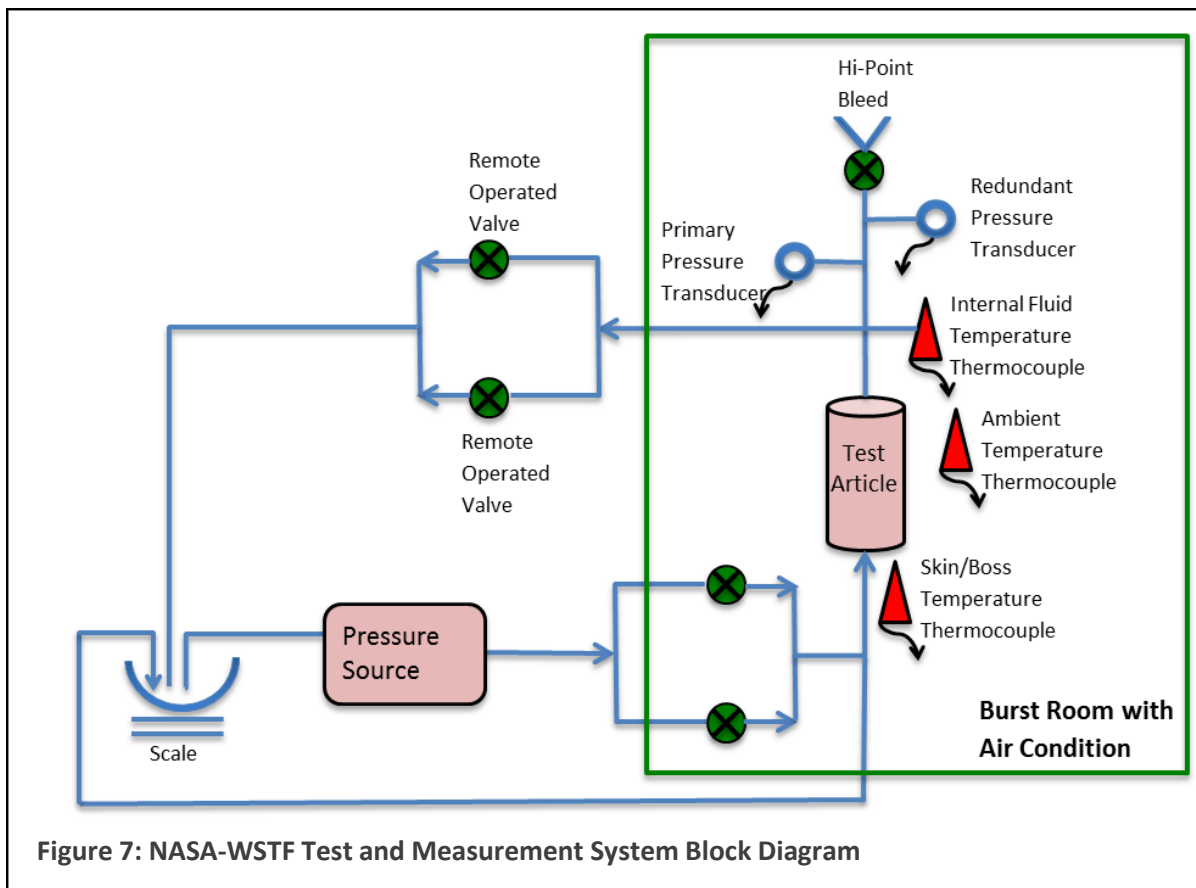 Hi-Point
Bleed
Remote
Operated
Valve
Redundant
Pressure
Transducer
Primary
Pressure
Transducer
Internal Fluid
Temperature
Thermocouple
Remote
Operated
Valve
Ambient
Temperature
Thermocouple
Test
Article
Skin/Boss
Temperature
Thermocouple
Pressure
Source
Scale
Burst Room with
Air Condition
Figure 7: NASA-WSTF Test and Measurement System Block Diagram